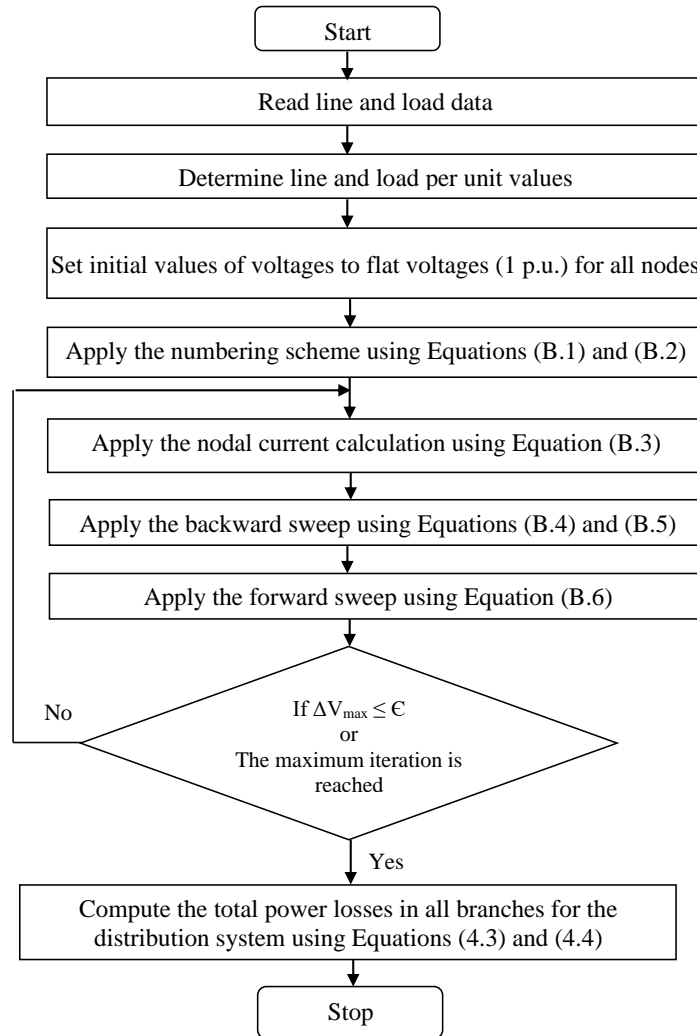 Start
Read line and load data
Determine line and load per unit values
Set initial values of voltages to flat voltages (1 p.u.) for all nodes
Apply the numbering scheme using Equations (B.1) and (B.2)
Apply the nodal current calculation using Equation (B.3)
Apply the backward sweep using Equations (B.4) and (B.5)
Apply the forward sweep using Equation (B.6)
No
If ΔVmax ≤ Є
or
The maximum iteration is
reached
Yes
Compute the total power losses in all branches for the
distribution system using Equations (4.3) and (4.4)
Stop